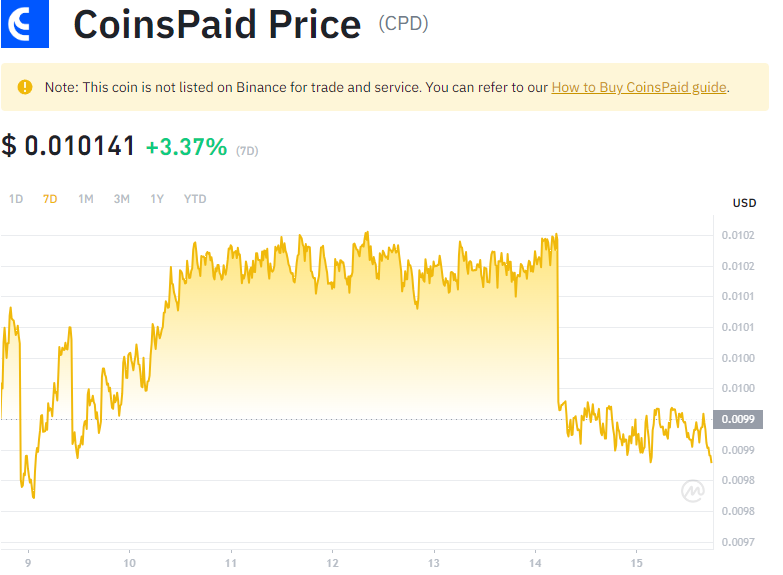 CoinsPaid Price (CPD)
Note: This coin is not listed on Binance for trade and service. You can refer to our How to Buy CoinsPaid guide.
$ 0.010141 +3.37% (7D)
1D 7D 1M 3M 1Y YTD
USD
0.0102
0.0102
0.0101
0.0101
0.0100
0.0100
0.0099
0.0099
0.0098
0.0098
0.0097
9 10 11 12 13 14 15